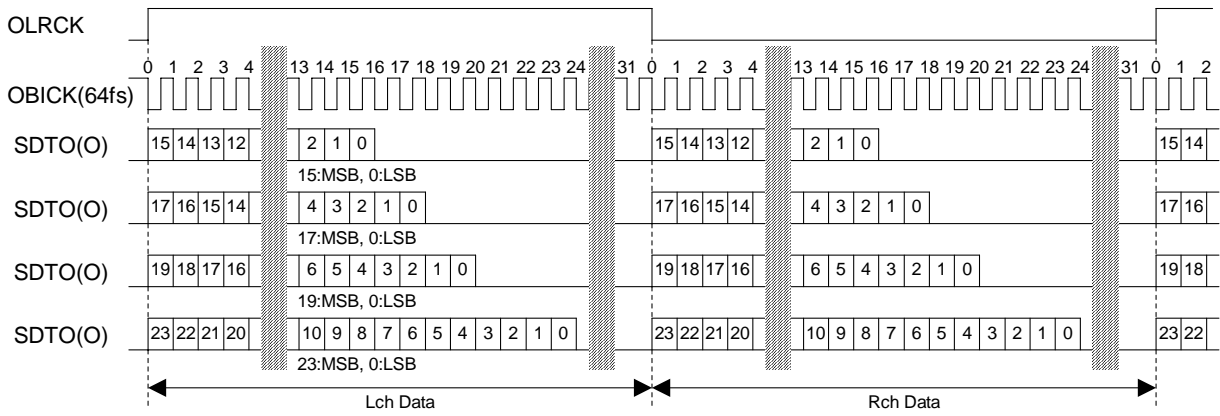 OLRCK
0 1 2 3 4 13 14 15 16 17 18 19 20 21 22 23 24 31 0 1 2 3 4 13 14 15 16 17 18 19 20 21 22 23 24 31 0 1 2
OBICK(64fs)
SDTO(O) 15 14 13 12 2 1 0 15 14 13 12 2 1 0 15 14
15:MSB, 0:LSB
SDTO(O) 17 16 15 14 4 3 2 1 0 17 16 15 14 4 3 2 1 0 17 16
17:MSB, 0:LSB
SDTO(O) 19 18 17 16 6 5 4 3 2 1 0 19 18 17 16 6 5 4 3 2 1 0 19 18
19:MSB, 0:LSB
SDTO(O) 23 22 21 20 10 9 8 7 6 5 4 3 2 1 0 23 22 21 20 10 9 8 7 6 5 4 3 2 1 0 23 22
23:MSB, 0:LSB
Lch Data Rch Data